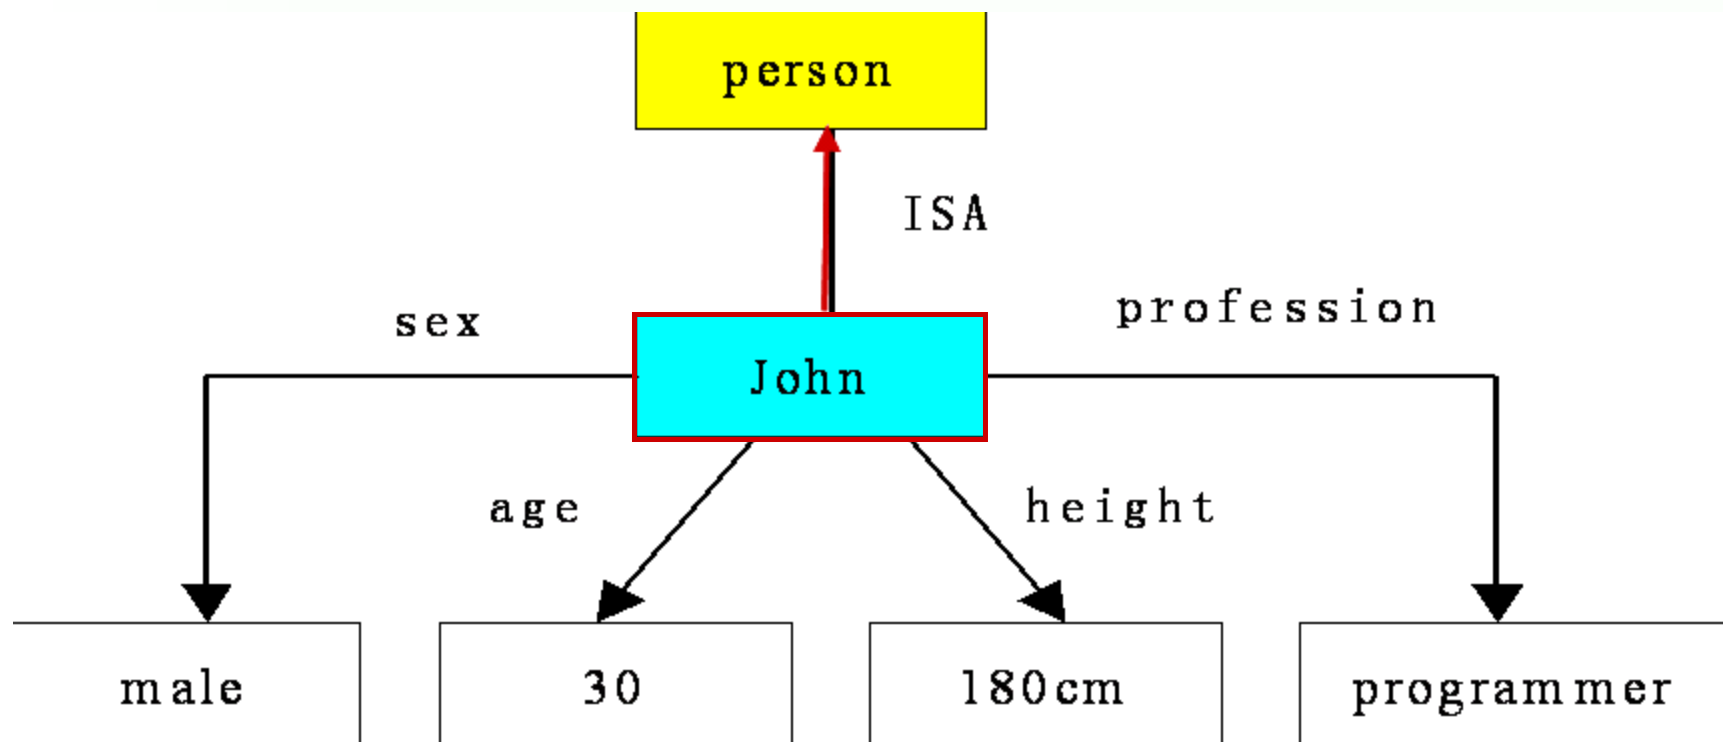 person
ISA
sex
profession
John
age
height
male
30
180cm
programmer